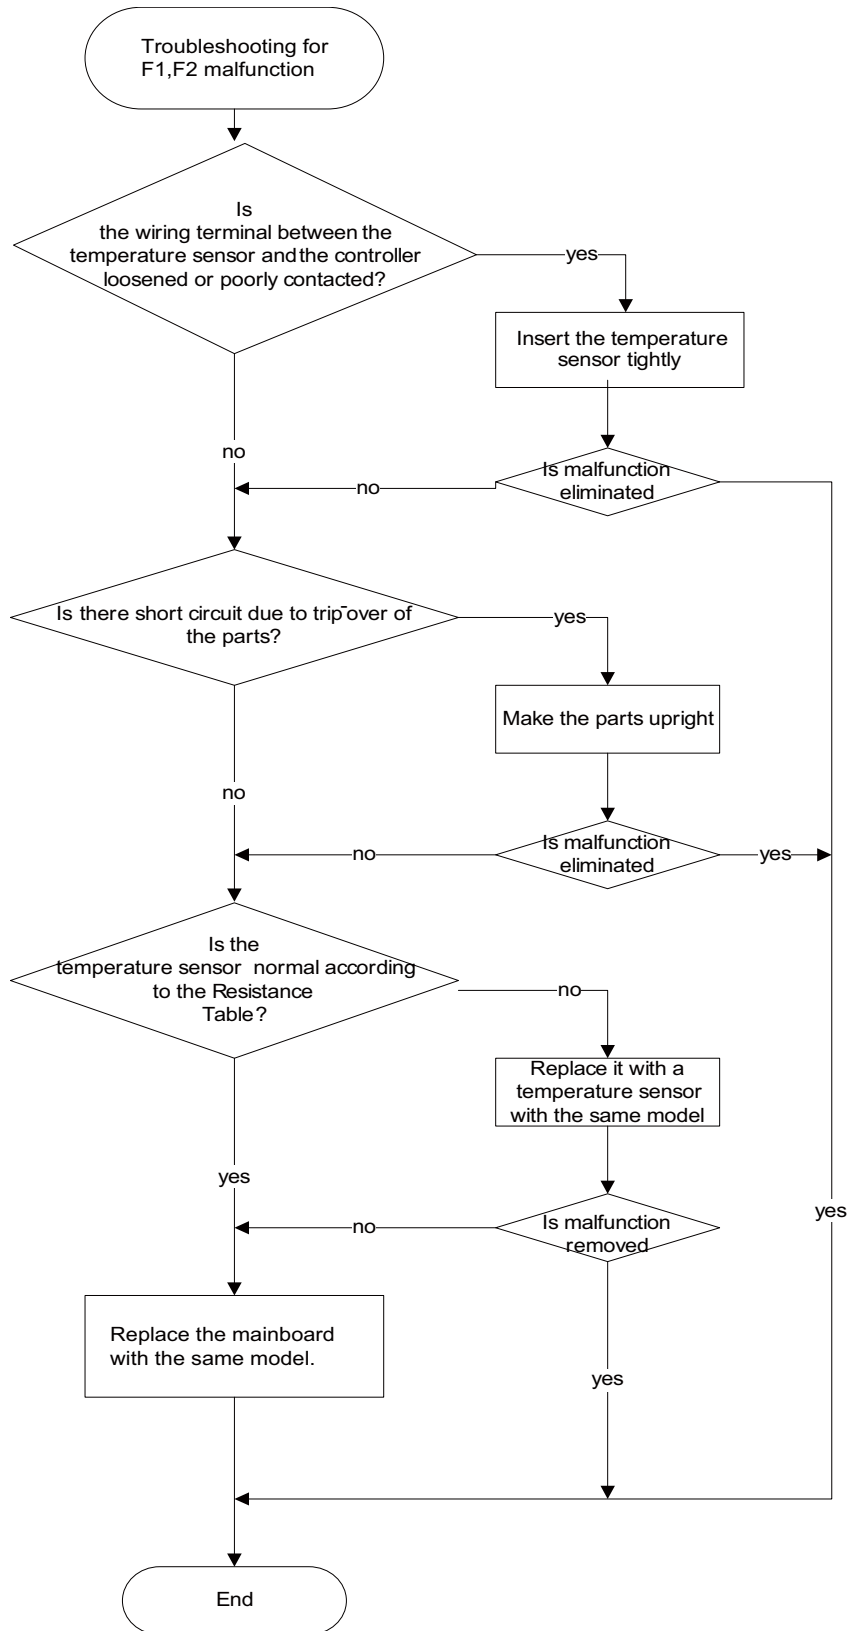 Troubleshooting for
F1,F2 malfunction
Is
the wiring terminal between the
temperature sensor and the controller
loosened or poorly contacted?
yes
Insert the temperature
sensor tightly
no
Is malfunction
eliminated
no
Is there short circuit due to trip-over of
the parts?
yes
Make the parts upright
no
Is malfunction
eliminated
no
yes
Is the
temperature sensor normal according
to the Resistance
Table?
no
Replace it with a
temperature sensor
with the same model
yes
Is malfunction
removed
no
yes
Replace the mainboard
with the same model.
yes
End